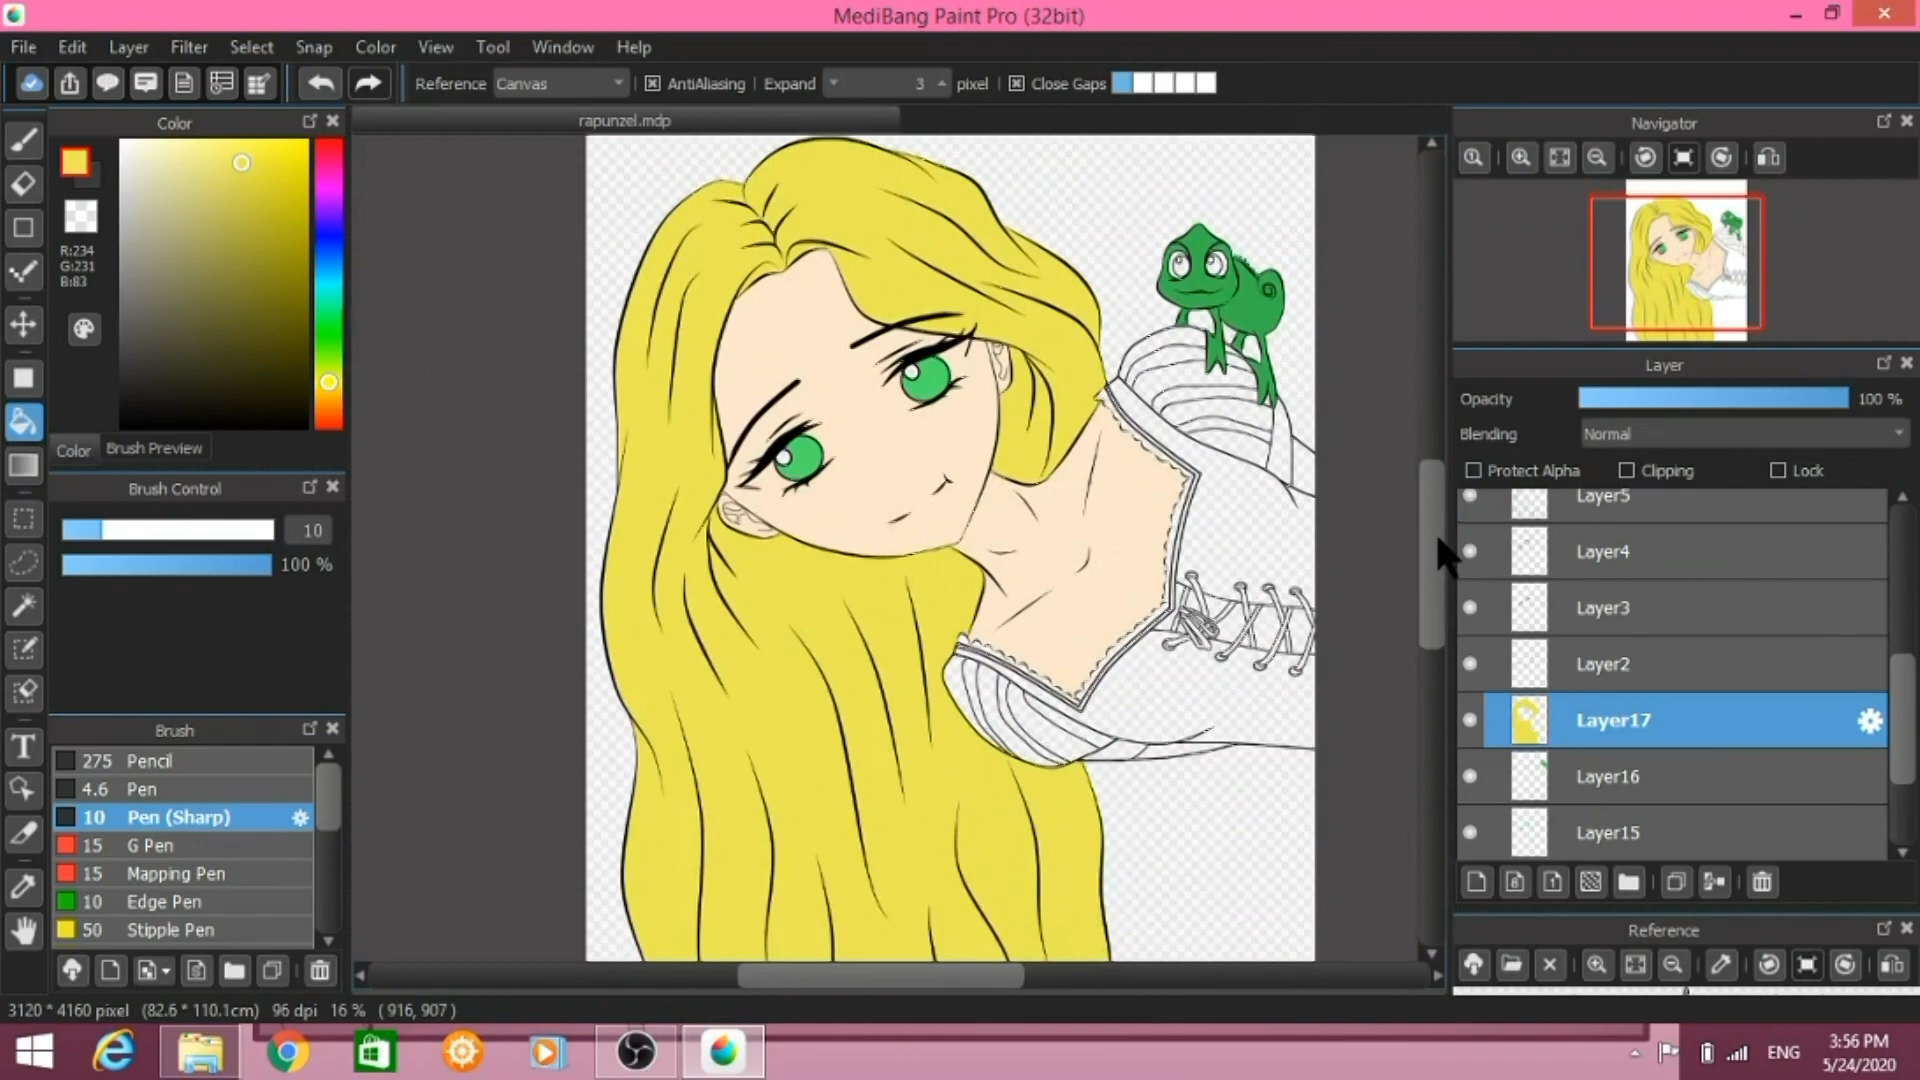 MediBang Paint Pro (32bit)
File Edit Layer Filter Select Snap Color View Tool Window Help
Reference Canvas AntiAliasing Expand 3 pixel Close Gaps
Color
rapunzel.mdp
Navigator
R:234
G:231
B:83
Color Brush Preview
Brush Control
10
100 %
Brush
275 Pencil
4.6 Pen
10 Pen (Sharp)
15 G Pen
15 Mapping Pen
10 Edge Pen
50 Stipple Pen
Layer
Opacity 100 %
Blending Normal
Protect Alpha Clipping Lock
Layer5
Layer4
Layer3
Layer2
Layer17
Layer16
Layer15
Reference
3120 * 4160 pixel (82.6 * 110.1cm) 96 dpi 16 % ( 916, 907 )
ENG
3:56 PM
5/24/2020